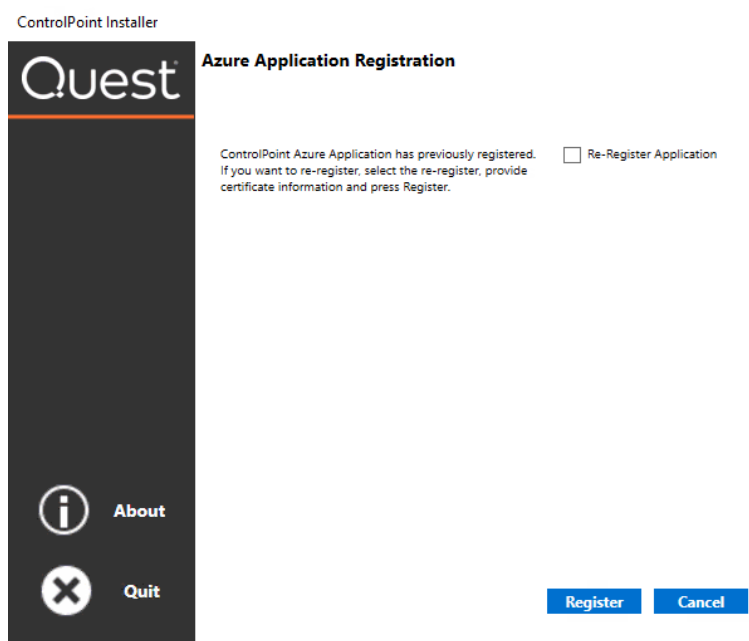 ControlPoint Installer
Quest
Azure Application Registration
ControlPoint Azure Application has previously registered.
If you want to re-register, select the re-register, provide
certificate information and press Register.
Re-Register Application
About
Quit
Register
Cancel